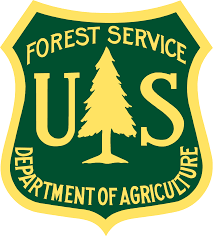 FOREST SERVICE
U S
DEPARTMENT OF AGRICULTURE